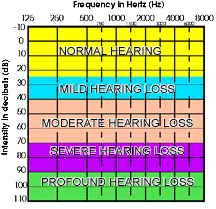 Frequency in Hertz (Hz)
125 250 500 1000 2000 4000 8000
750 1500 3000 6000
Intensity in decibels (dB)
-10
0
10
NORMAL HEARING
20
30
MILD HEARING LOSS
40
50
MODERATE HEARING LOSS
60
70
SEVERE HEARING LOSS
80
90
PROFOUND HEARING LOSS
100
110